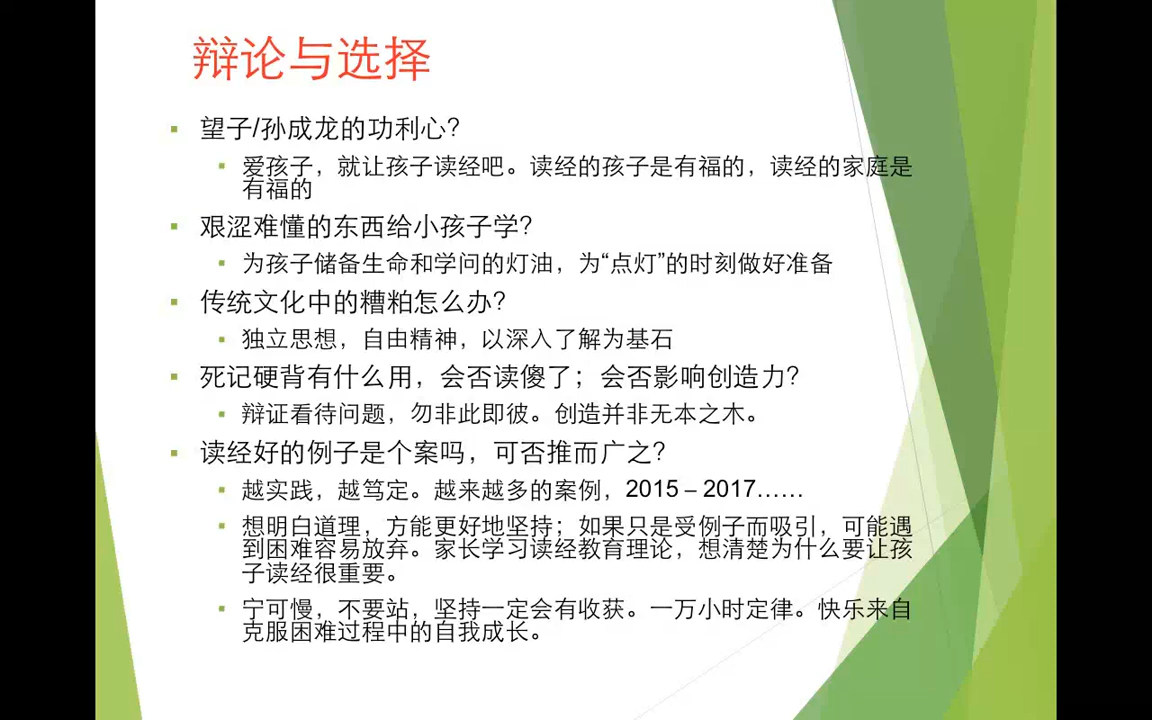 辩论与选择
望子/孙成龙的功利心?
爱孩子，就让孩子读经吧。读经的孩子是有福的，读经的家庭是
有福的
艰涩难懂的东西给小孩子学?
为孩子储备生命和学问的灯油，为“点灯”的时刻做好准备
传统文化中的糟粕怎么办?
独立思想，自由精神，以深入了解为基石
死记硬背有什么用，会否读傻了；会否影响创造力?
辩证看待问题，勿非此即彼。创造并非无本之木。
读经好的例子是个案吗，可否推而广之?
越实践，越笃定。越来越多的案例，2015 – 2017……
想明白道理，方能更好地坚持；如果只是受例子而吸引，可能遇
到困难容易放弃。家长学习读经教育理论，想清楚为什么要让孩
子读经很重要。
宁可慢，不要站，坚持一定会有收获。一万小时定律。快乐来自
克服困难过程中的自我成长。